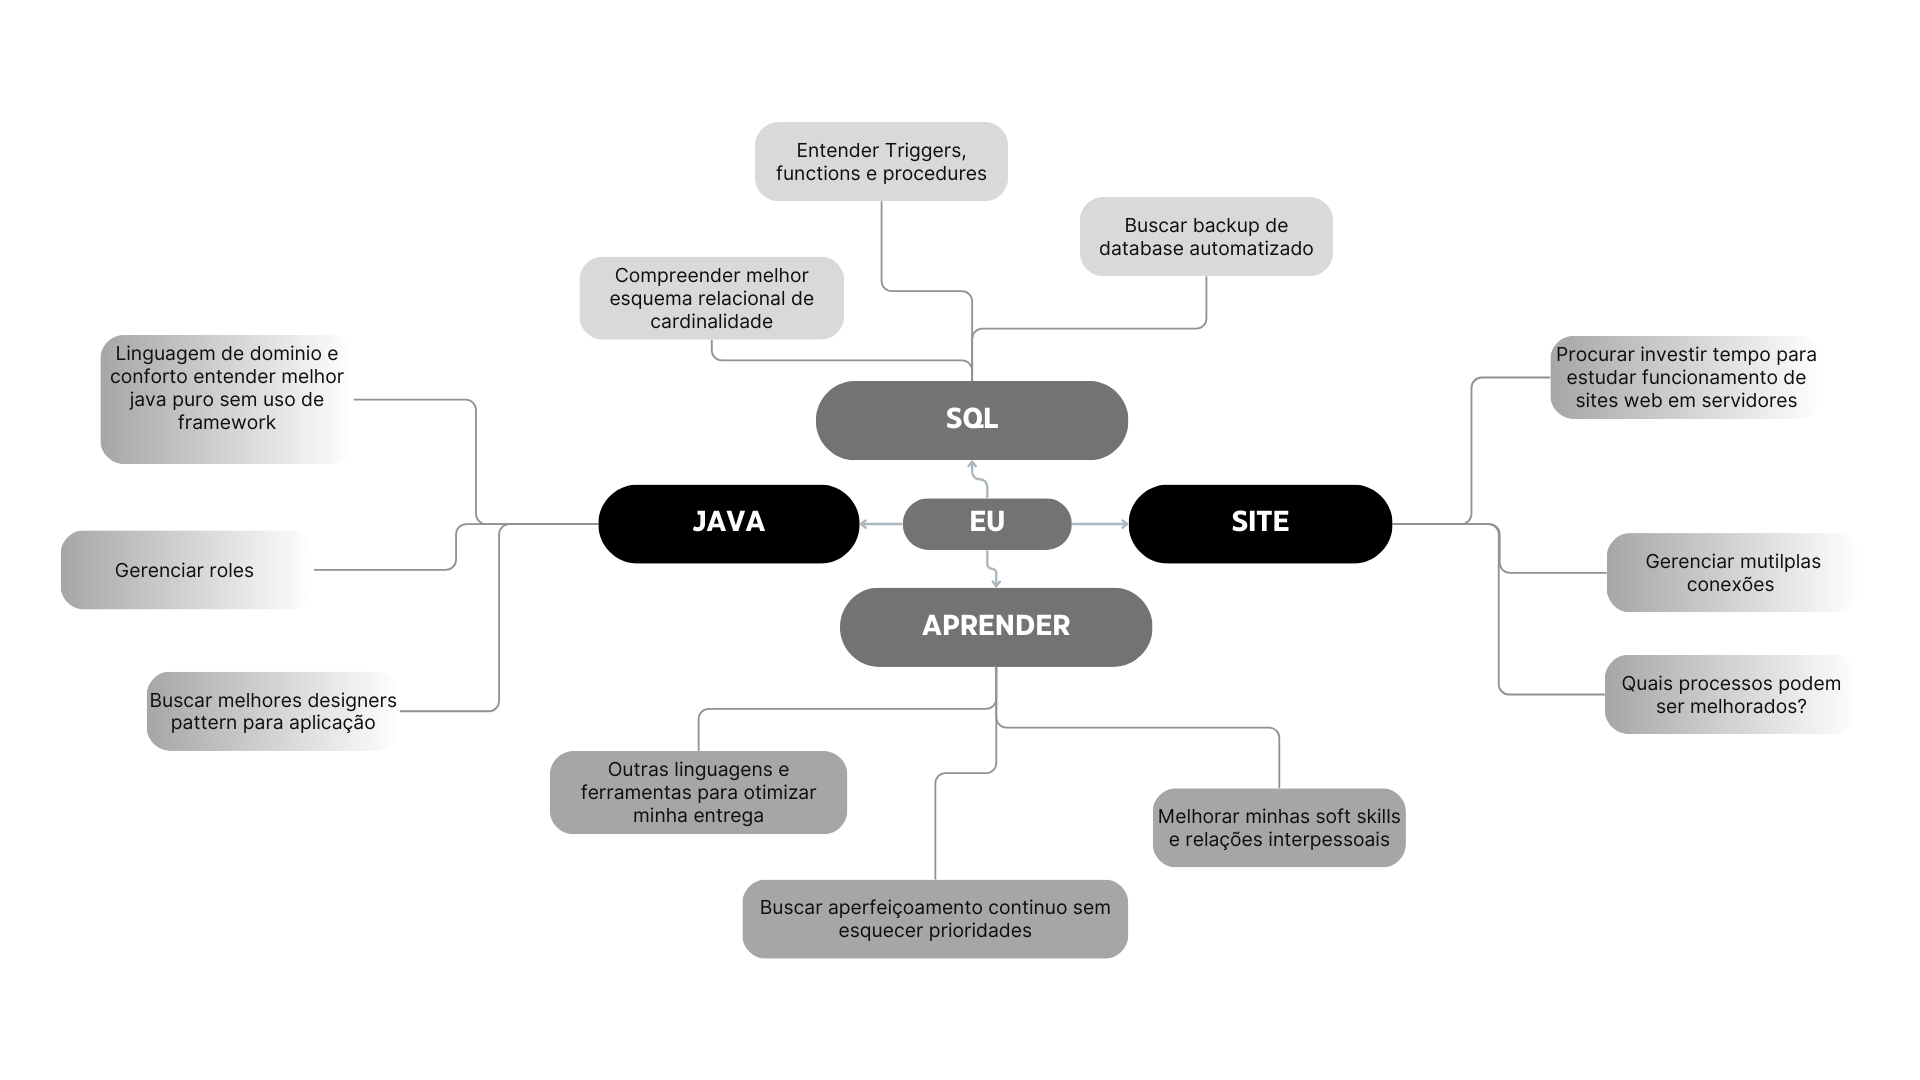 Entender Triggers,
functions e procedures
Buscar backup de
database automatizado
Compreender melhor
esquema relacional de
cardinalidade
Linguagem de dominio e
conforto entender melhor
java puro sem uso de
framework
Procurar investir tempo para
estudar funcionamento de
sites web em servidores
SQL
JAVA
EU
SITE
Gerenciar roles
Gerenciar mutilplas
conexões
APRENDER
Buscar melhores designers
pattern para aplicação
Quais processos podem
ser melhorados?
Outras linguagens e
ferramentas para otimizar
minha entrega
Melhorar minhas soft skills
e relações interpessoais
Buscar aperfeiçoamento continuo sem
esquecer prioridades